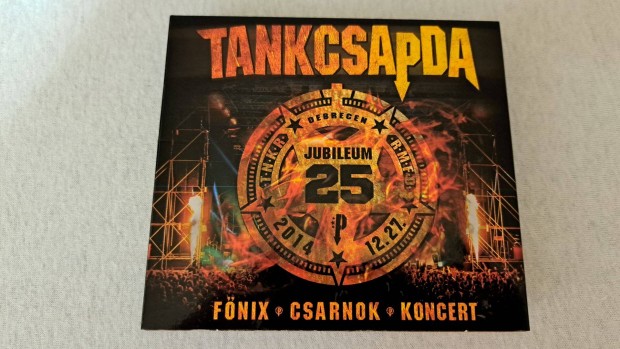 TANKCSAPDA
DEBRECEN
T.N.K.R.
R.M.F.D.
JUBILEUM
25
2014
12.27.
FŐNIX CSARNOK KONCERT